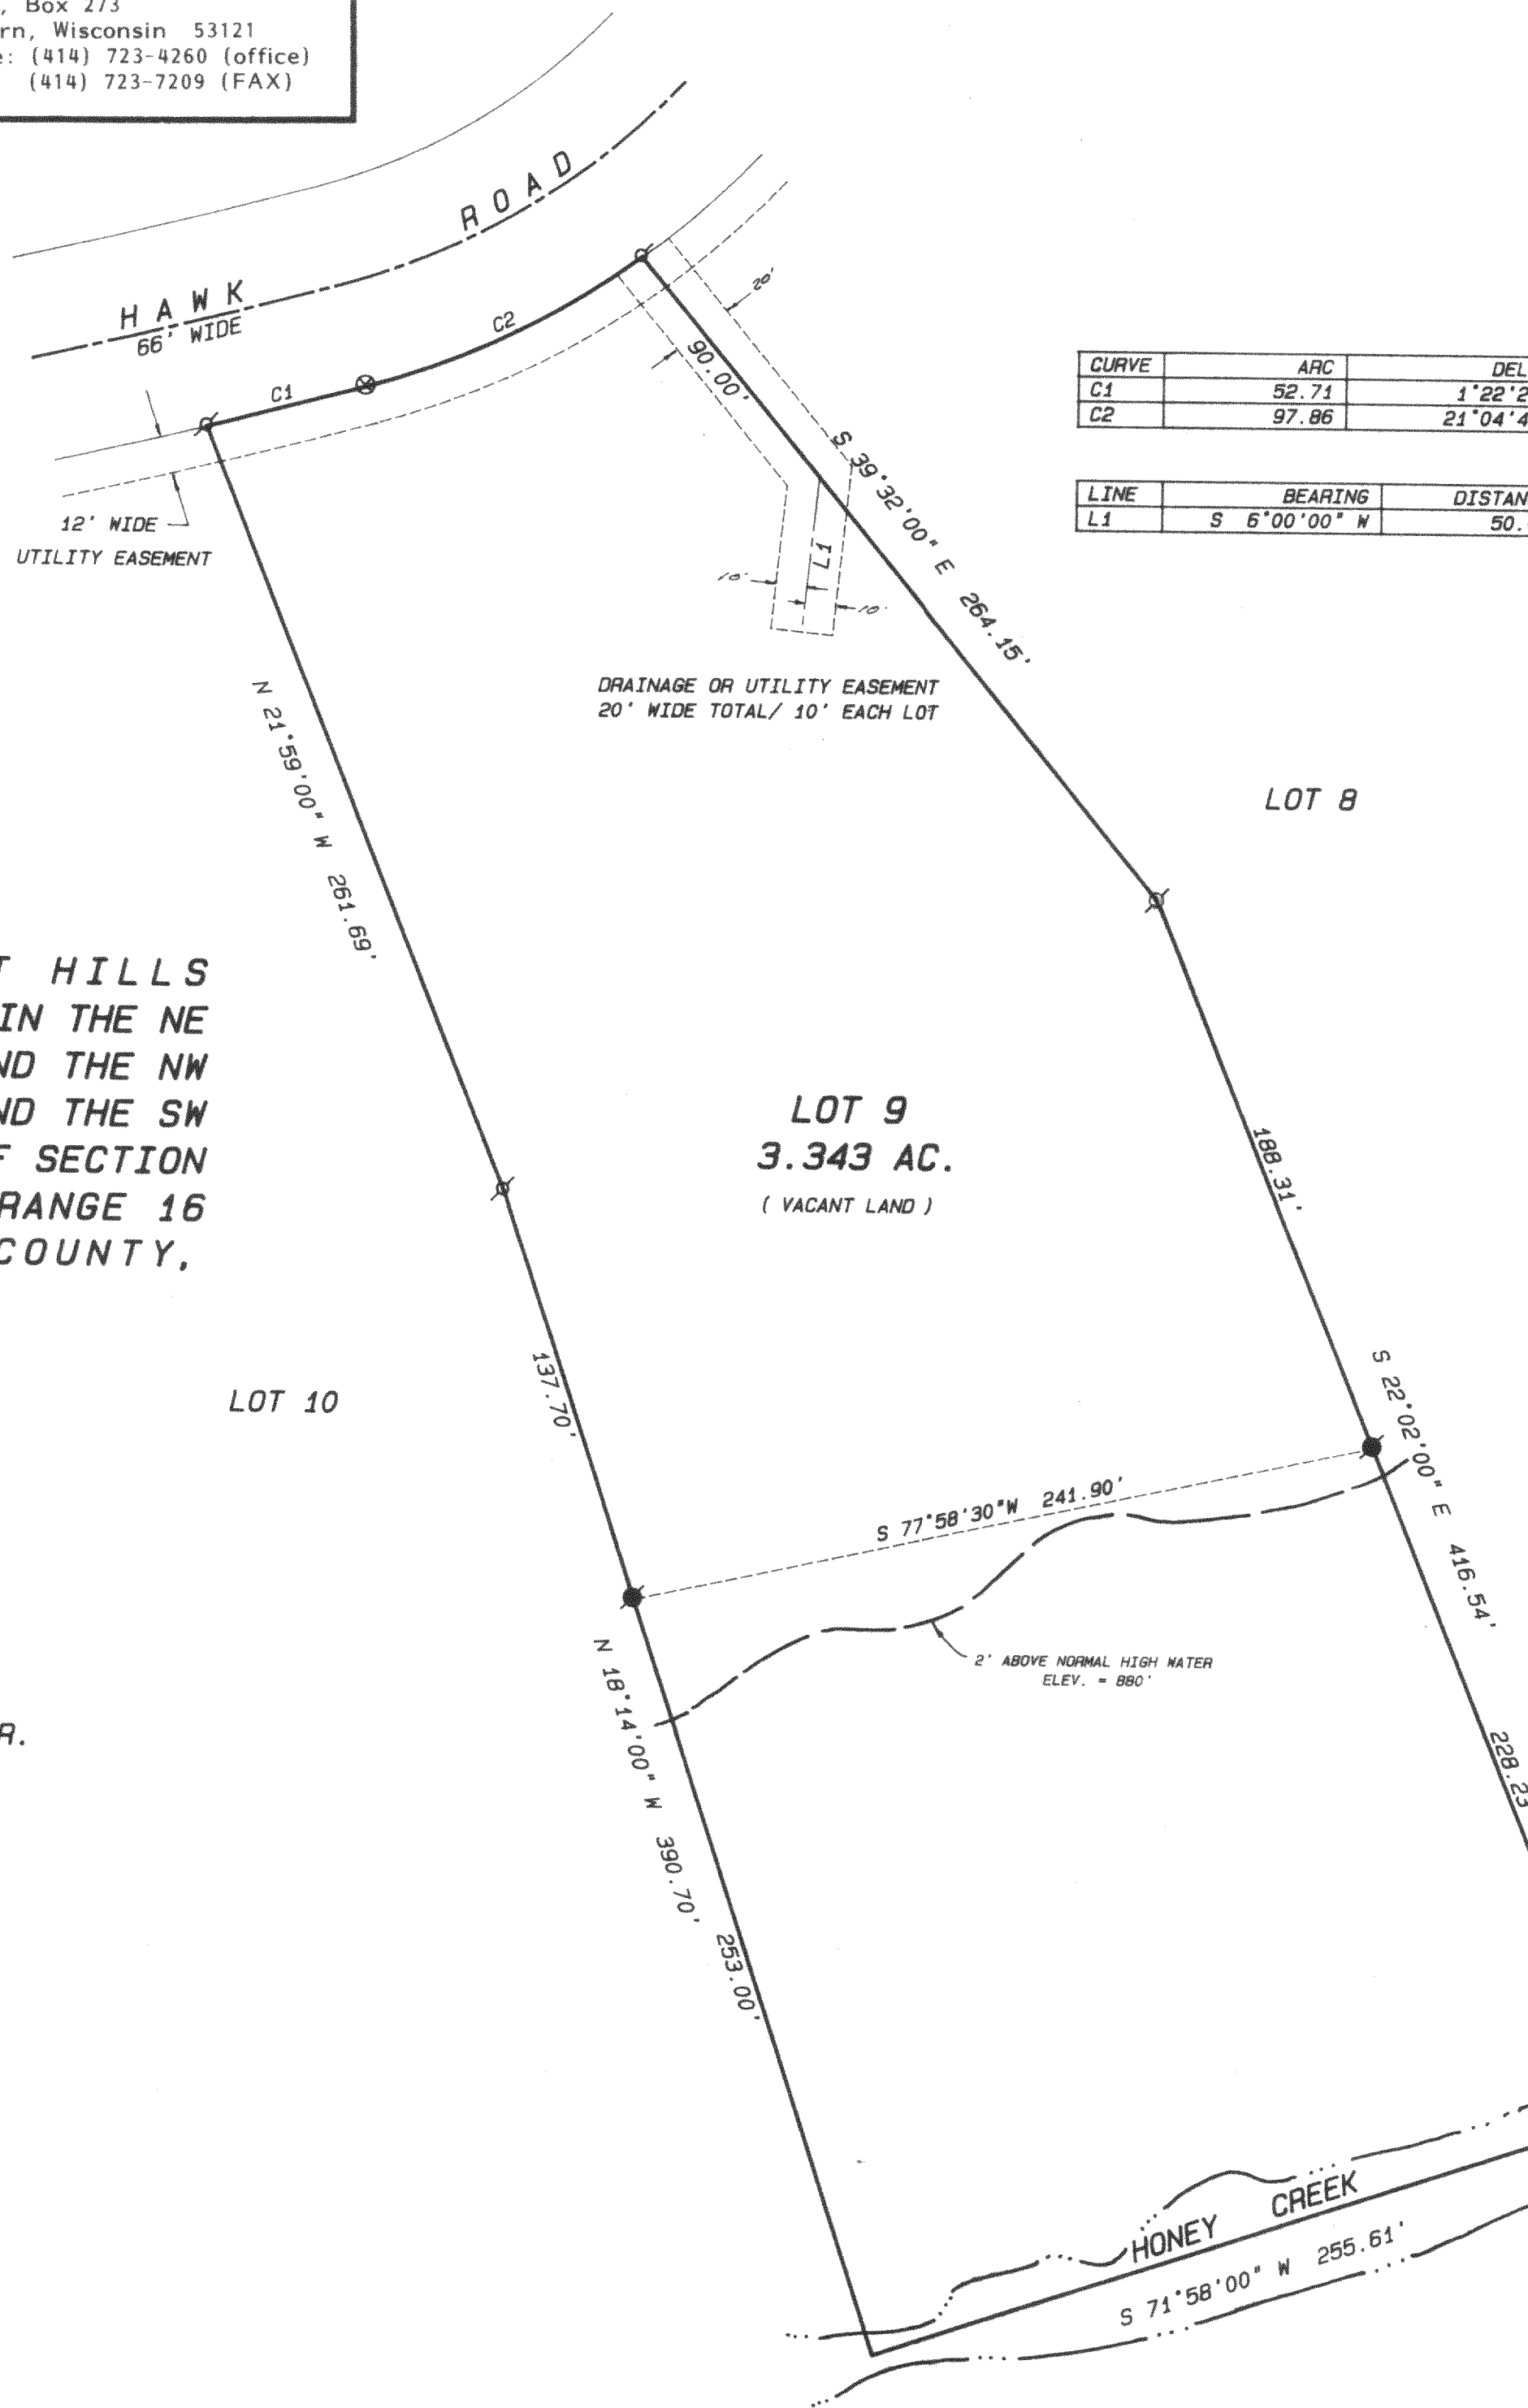 , Box 273
rn, Wisconsin 53121
e: (414) 723-4260 (office)
(414) 723-7209 (FAX)
HAWK ROAD
66' WIDE
C1
C2
20'
90.00'
12' WIDE
UTILITY EASEMENT
CURVE ARC DEL
C1 52.71 1°22'2
C2 97.86 21°04'4
LINE BEARING DISTAN
L1 S 6°00'00" W 50.
S 39°32'00" E 264.15'
L1
10'
10'
DRAINAGE OR UTILITY EASEMENT
20' WIDE TOTAL/ 10' EACH LOT
N 21°59'00" W 261.69'
LOT 8
T HILLS
IN THE NE
ND THE NW
ND THE SW
F SECTION
RANGE 16
COUNTY,
LOT 9
3.343 AC.
( VACANT LAND )
188.31'
137.70'
LOT 10
S 22°02'00" E 416.54'
S 77°58'30"W 241.90'
2' ABOVE NORMAL HIGH WATER
ELEV. = 880'
N 18°14'00" W 390.70'
R.
228.23
253.00'
HONEY CREEK
S 71°58'00" W 255.61'